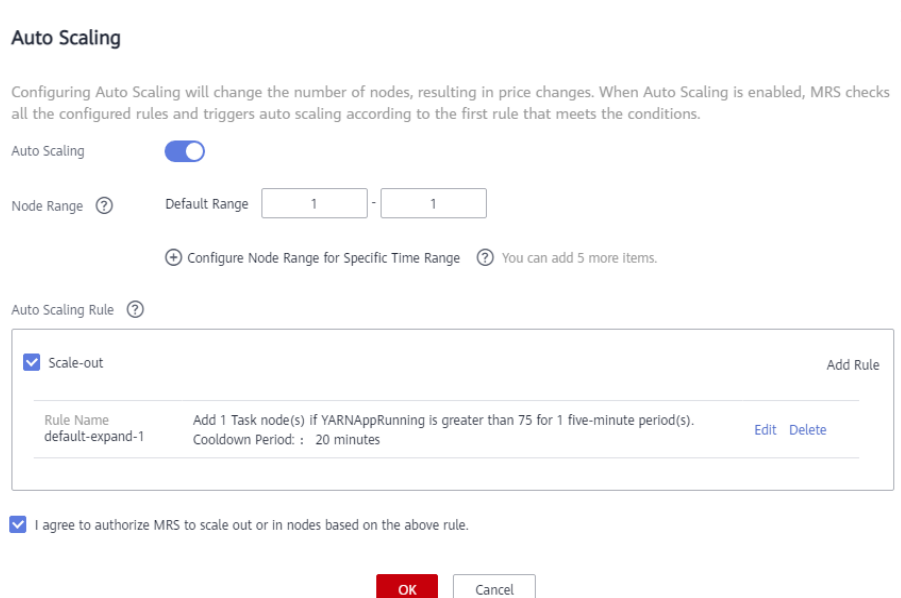 Auto Scaling
Configuring Auto Scaling will change the number of nodes, resulting in price changes. When Auto Scaling is enabled, MRS checks
all the configured rules and triggers auto scaling according to the first rule that meets the conditions.
Auto Scaling
Node Range ? Default Range 1 - 1
Configure Node Range for Specific Time Range ? You can add 5 more items.
Auto Scaling Rule ?
Scale-out
Add Rule
Rule Name
default-expand-1
Add 1 Task node(s) if YARNAppRunning is greater than 75 for 1 five-minute period(s).
Cooldown Period: : 20 minutes
Edit Delete
I agree to authorize MRS to scale out or in nodes based on the above rule.
OK Cancel